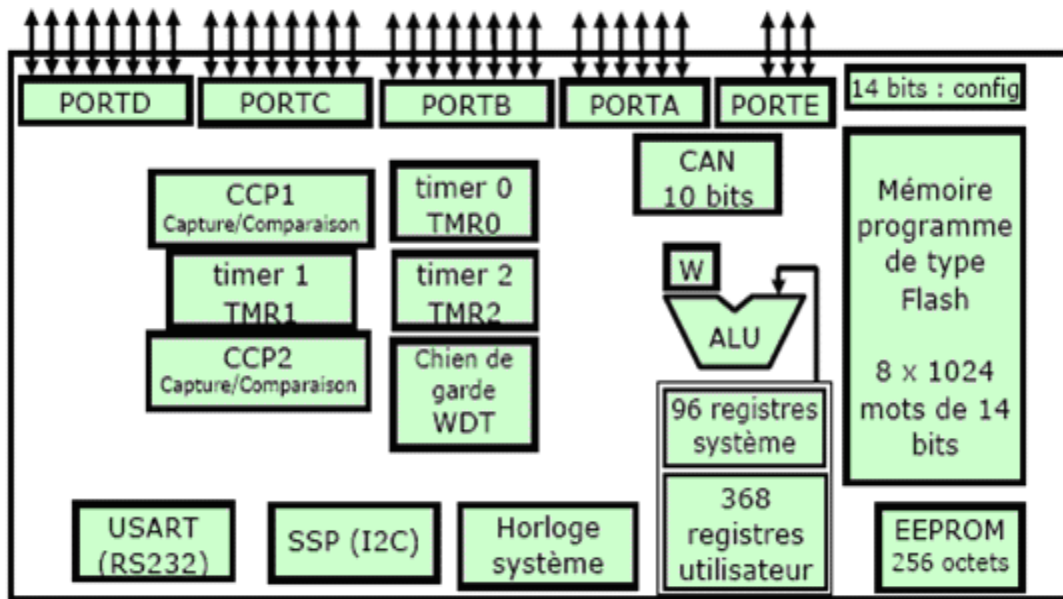 PORTD
PORTC
PORTB
PORTA
PORTE
14 bits : config
CAN
10 bits
CCP1
Capture/Comparaison
timer 0
TMR0
Mémoire
programme
de type
Flash
8 x 1024
mots de 14
bits
timer 1
TMR1
timer 2
TMR2
W
ALU
CCP2
Capture/Comparaison
Chien de
garde
WDT
96 registres
système
368
registres
utilisateur
USART
(RS232)
SSP (I2C)
Horloge
système
EEPROM
256 octets